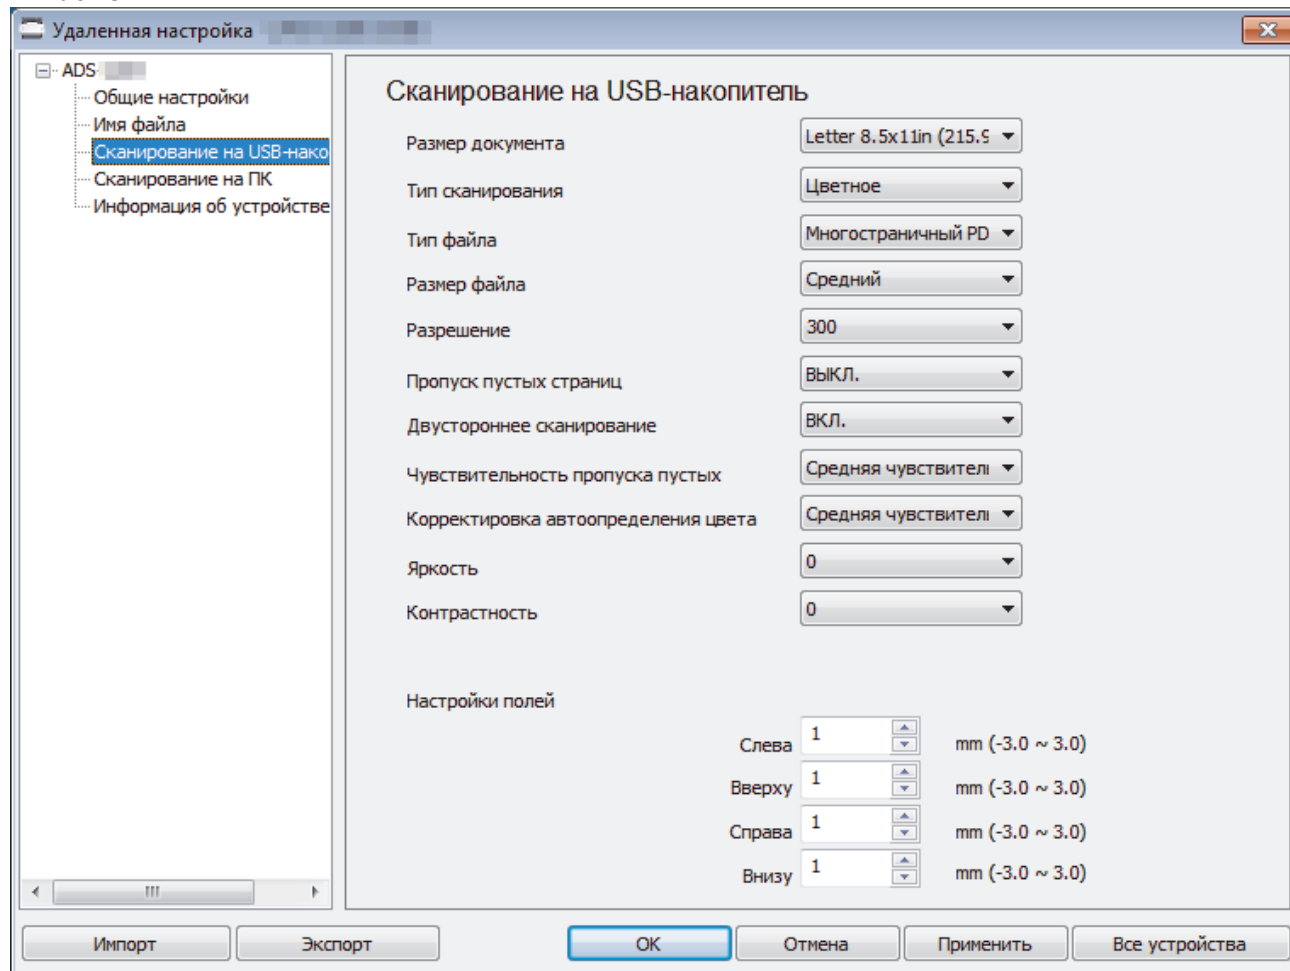 Удаленная настройка
ADS-
Общие настройки
Имя файла
Сканирование на USB-нако
Сканирование на ПК
Информация об устройстве
Сканирование на USB-накопитель
Размер документа Letter 8.5x11in (215.9
Тип сканирования Цветное
Тип файла Многостраничный PD
Размер файла Средний
Разрешение 300
Пропуск пустых страниц ВЫКЛ.
Двустороннее сканирование ВКЛ.
Чувствительность пропуска пустых Средняя чувствител
Корректировка автоопределения цвета Средняя чувствител
Яркость 0
Контрастность 0
Настройки полей
Слева 1 mm (-3.0 ~ 3.0)
Вверху 1 mm (-3.0 ~ 3.0)
Справа 1 mm (-3.0 ~ 3.0)
Внизу 1 mm (-3.0 ~ 3.0)
Импорт Экспорт OK Отмена Применить Все устройства